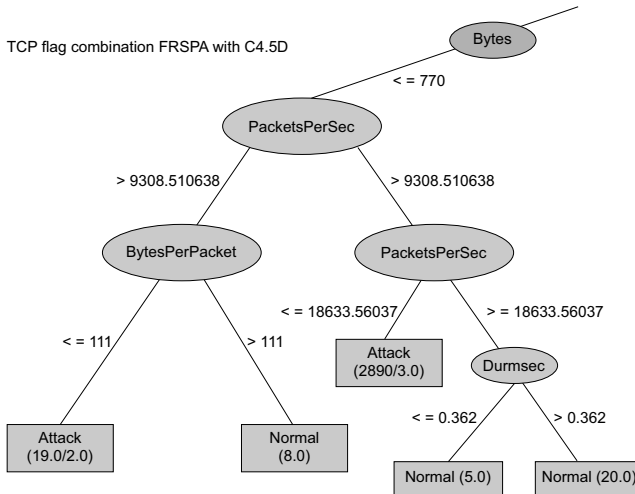 Bytes
TCP flag combination FRSPA with C4.5D
< = 770
PacketsPerSec
> 9308.510638
> 9308.510638
BytesPerPacket
PacketsPerSec
< = 18633.56037
> = 18633.56037
< = 111
> 111
Attack
(2890/3.0)
Durmsec
< = 0.362
> 0.362
Attack
(19.0/2.0)
Normal
(8.0)
Normal (5.0)
Normal (20.0)